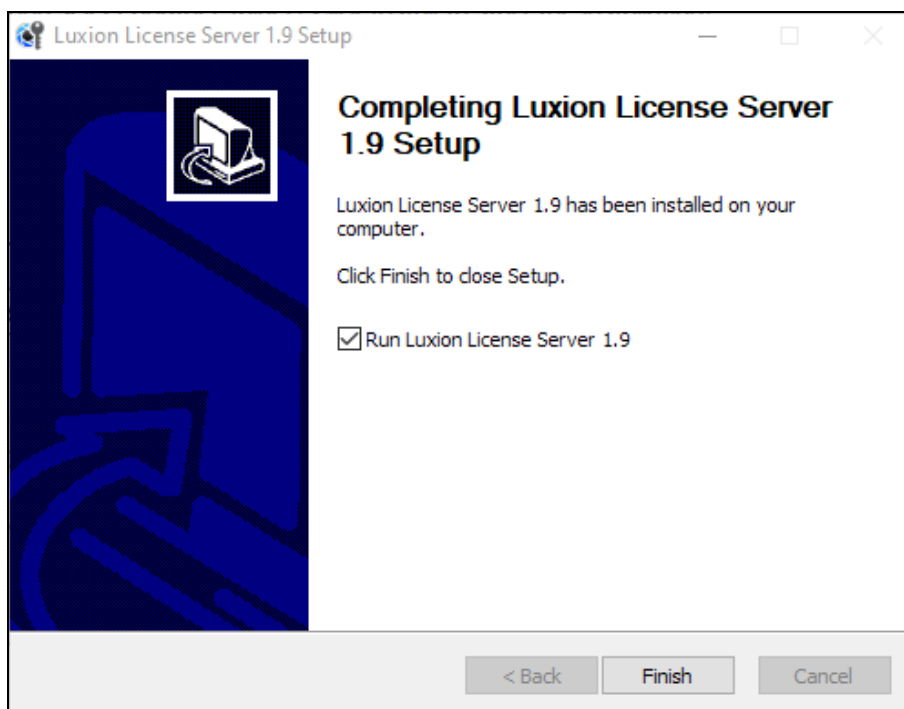 Luxion License Server 1.9 Setup
Completing Luxion License Server
1.9 Setup
Luxion License Server 1.9 has been installed on your
computer.
Click Finish to close Setup.
Run Luxion License Server 1.9
< Back
Finish
Cancel